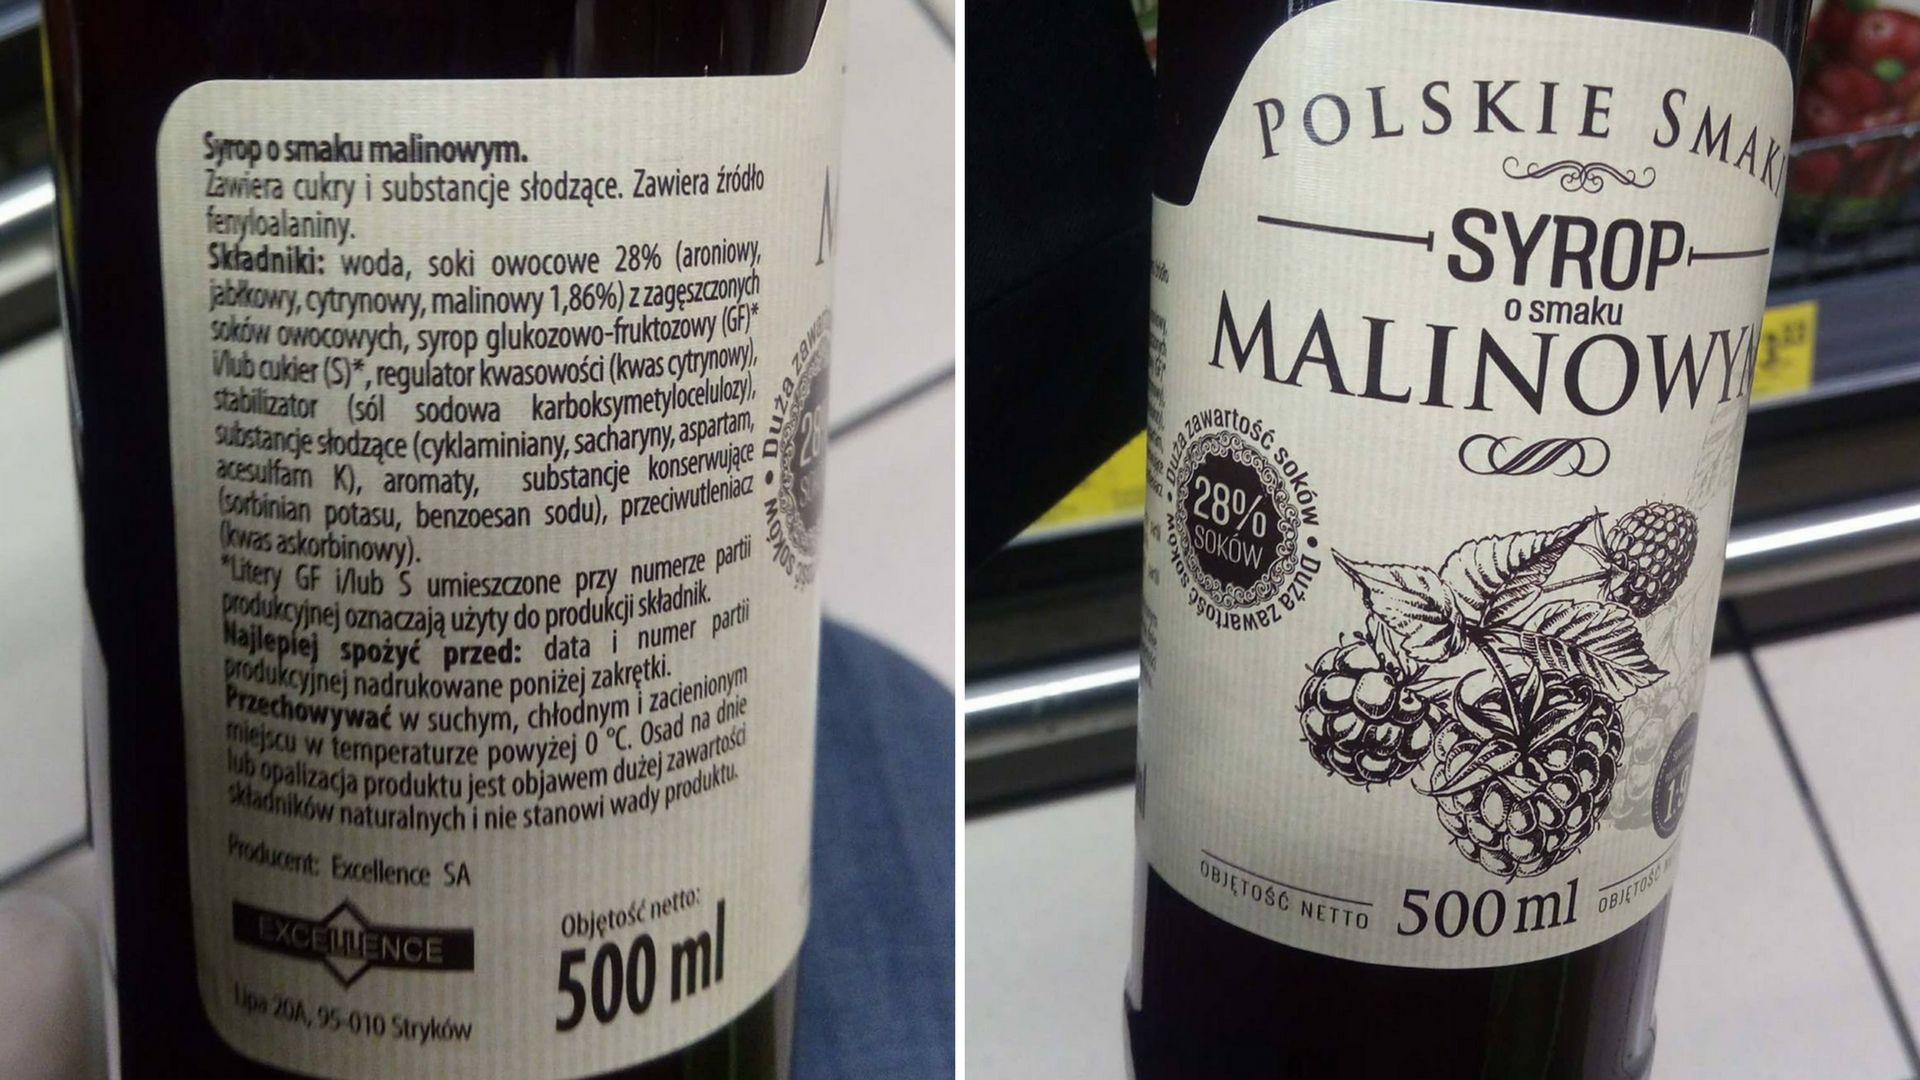 Syrop o smaku malinowym.
Zawiera cukry i substancje słodzące. Zawiera źródło
fenyloalaniny.
Składniki: woda, soki owocowe 28% (aroniowy,
jabłkowy, cytrynowy, malinowy 1,86%) z zagęszczonych
soków owocowych, syrop glukozowo-fruktozowy (GF)*
i/lub cukier (S)*, regulator kwasowości (kwas cytrynowy),
stabilizator (sól sodowa karboksymetylocelulozy),
substancje słodzące (cyklaminiany, sacharyny, aspartam,
acesulfam K), aromaty, substancje konserwujące
(sorbinian potasu, benzoesan sodu), przeciwutleniacz
(kwas askorbinowy).
*Litery GF i/lub S umieszczone przy numerze partii
produkcyjnej oznaczają użyty do produkcji składnik.
Najlepiej spożyć przed: data i numer partii
produkcyjnej nadrukowane poniżej zakrętki.
Przechowywać w suchym, chłodnym i zacienionym
miejscu w temperaturze powyżej 0 °C. Osad na dnie
lub opalizacja produktu jest objawem dużej zawartości
składników naturalnych i nie stanowi wady produktu.
Producent: Excellence SA
EXCELLENCE
Lipa 20A, 95-010 Stryków
Objętość netto:
500 ml
M
Duża zawart
28
soków
POLSKIE SMAKI
SYROP
o smaku
MALINOWYM
Duża zawartość soków • Duża zawartość soków •
28%
SOKÓW
OBJĘTOŚĆ NETTO 500 ml OBJĘTOŚĆ